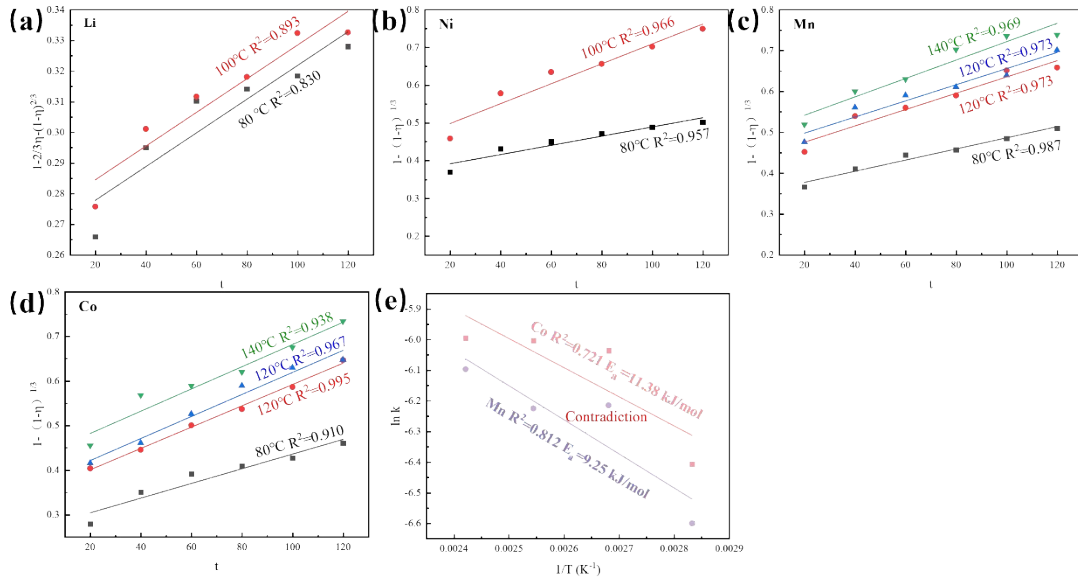 (a)
Li
100℃ R²=0.893
80 ℃ R²=0.830
1-2/3η-(1-η)^2/3
0.34
0.33
0.32
0.31
0.30
0.29
0.28
0.27
0.26
20 40 60 80 100 120
t
(b)
Ni
100℃ R²=0.966
80℃ R²=0.957
1-（1-η）^1/3
0.9
0.8
0.7
0.6
0.5
0.4
0.3
0.2
20 40 60 80 100 120
t
(c)
Mn
140℃ R²=0.969
120℃ R²=0.973
120℃ R²=0.973
80℃ R²=0.987
1-（1-η）^1/3
0.8
0.7
0.6
0.5
0.4
0.3
0.2
20 40 60 80 100 120
t
(d)
Co
140℃ R²=0.938
120℃ R²=0.967
120℃ R²=0.995
80℃ R²=0.910
1-（1-η）^1/3
0.8
0.7
0.6
0.5
0.4
0.3
0.2
20 40 60 80 100 120
t
(e)
Co R²=0.721 Eₐ =11.38 kJ/mol
Contradiction
Mn R²=0.812 Eₐ=9.25 kJ/mol
ln k
-5.9
-6.0
-6.1
-6.2
-6.3
-6.4
-6.5
-6.6
0.0024 0.0025 0.0026 0.0027 0.0028 0.0029
1/T (K⁻¹)